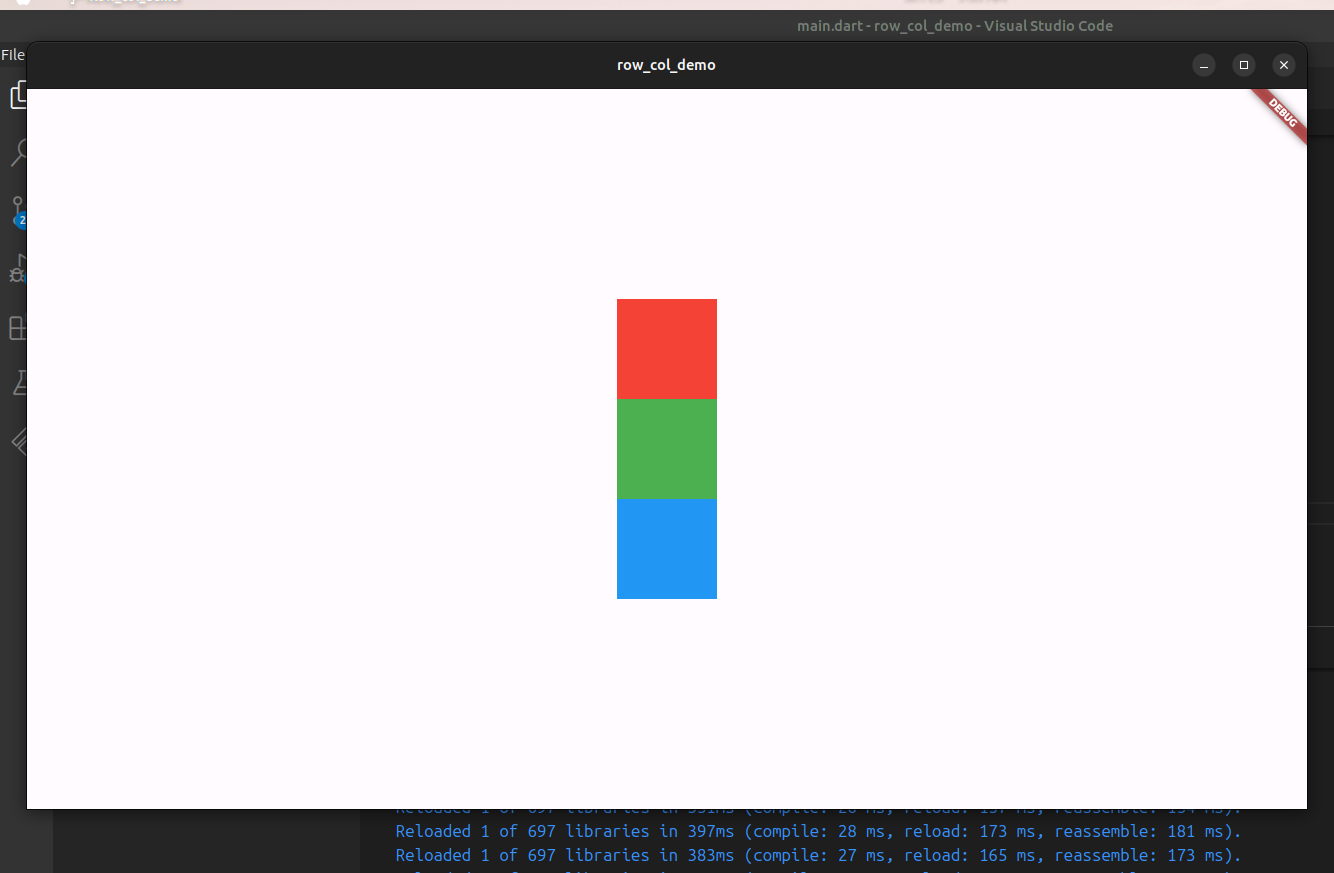 main.dart - row_col_demo - Visual Studio Code
File
row_col_demo
DEBUG
2
Reloaded 1 of 697 libraries in 397ms (compile: 28 ms, reload: 173 ms, reassemble: 181 ms).
Reloaded 1 of 697 libraries in 383ms (compile: 27 ms, reload: 165 ms, reassemble: 173 ms).